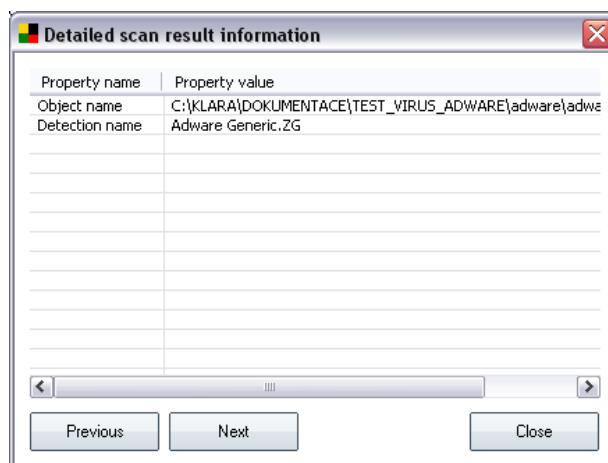 Detailed scan result information
Property name Property value
Object name C:\KLARA\DOKUMENTACE\TEST_VIRUS_ADWARE\adware\adwa
Detection name Adware Generic.ZG
Previous Next Close